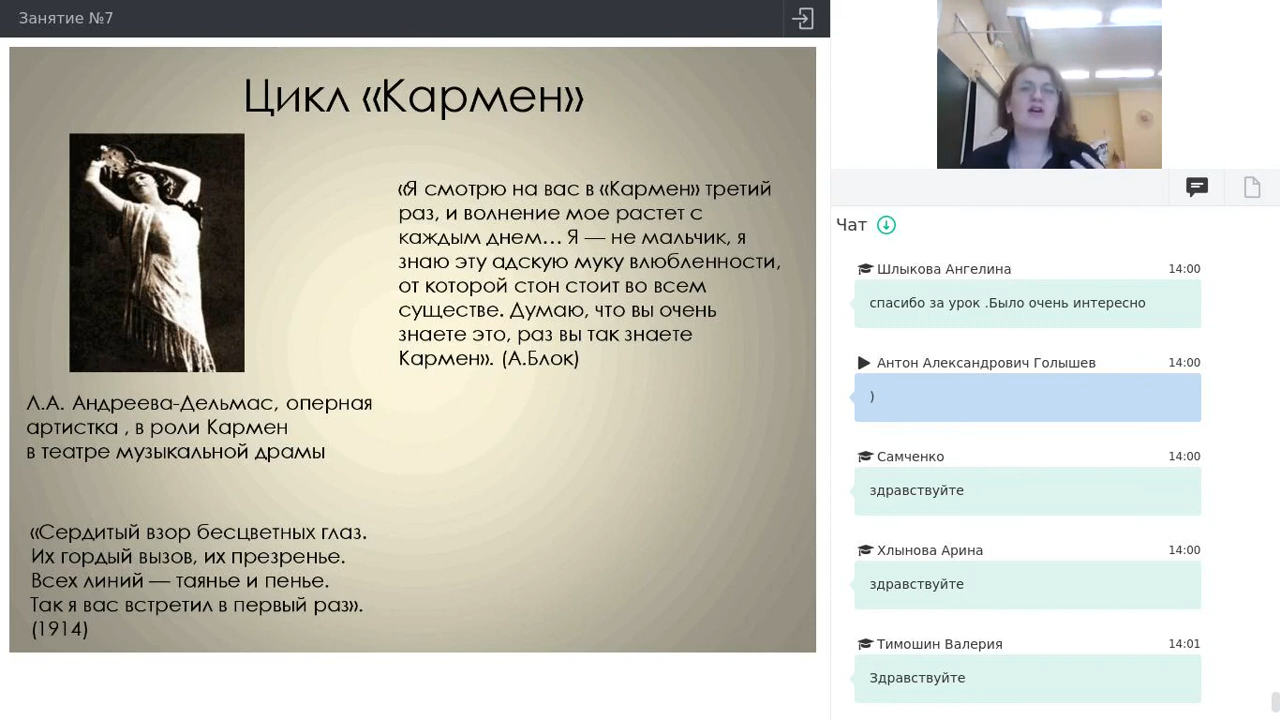 Занятие №7
Цикл «Кармен»
«Я смотрю на вас в «Кармен» третий
раз, и волнение мое растет с
каждым днем… Я — не мальчик, я
знаю эту адскую муку влюбленности,
от которой стон стоит во всем
существе. Думаю, что вы очень
знаете это, раз вы так знаете
Кармен». (А.Блок)
Л.А. Андреева-Дельмас, оперная
артистка , в роли Кармен
в театре музыкальной драмы
«Сердитый взор бесцветных глаз.
Их гордый вызов, их презренье.
Всех линий — таянье и пенье.
Так я вас встретил в первый раз».
(1914)
Чат
Шлыкова Ангелина 14:00
спасибо за урок .Было очень интересно
Антон Александрович Голышев 14:00
)
Самченко 14:00
здравствуйте
Хлынова Арина 14:00
здравствуйте
Тимошин Валерия 14:01
Здравствуйте